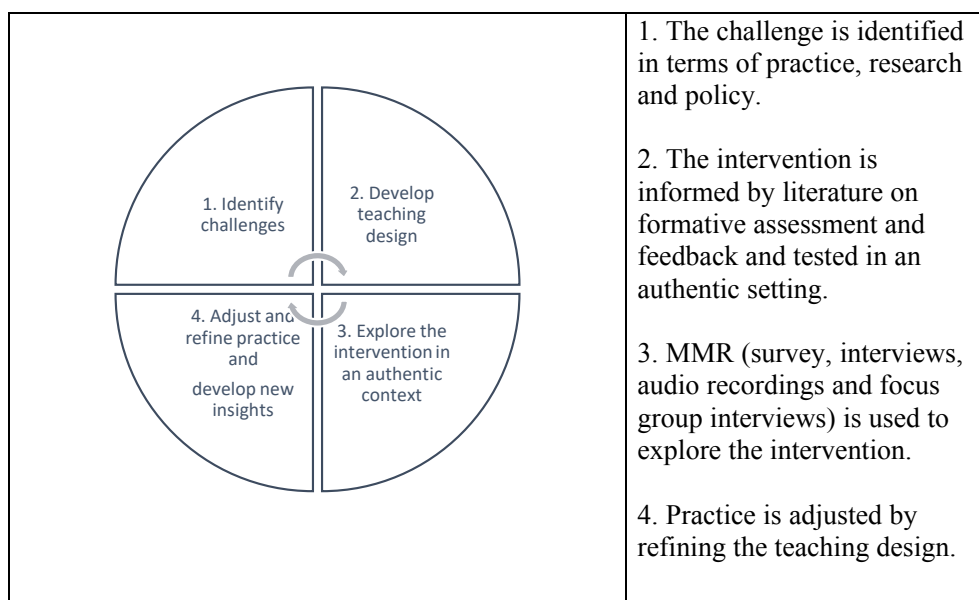 1. Identify
challenges
2. Develop
teaching
design
4. Adjust and
refine practice
and
develop new
insights
3. Explore the
intervention in
an authentic
context
1. The challenge is identified
in terms of practice, research
and policy.
2. The intervention is
informed by literature on
formative assessment and
feedback and tested in an
authentic setting.
3. MMR (survey, interviews,
audio recordings and focus
group interviews) is used to
explore the intervention.
4. Practice is adjusted by
refining the teaching design.